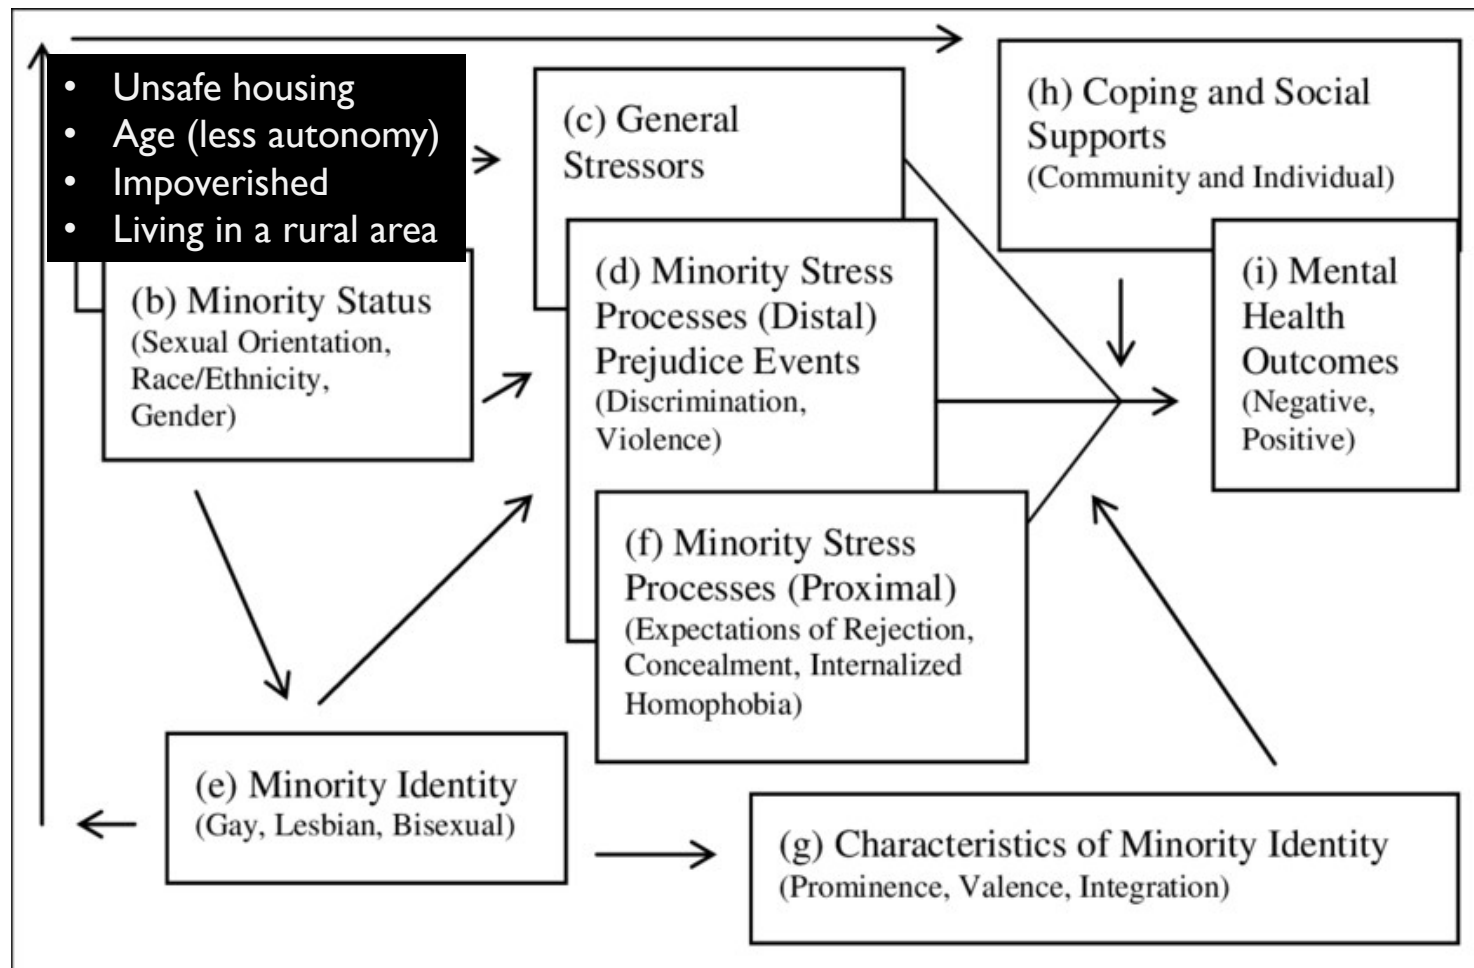 • Unsafe housing
• Age (less autonomy)
• Impoverished
• Living in a rural area
(b) Minority Status
(Sexual Orientation,
Race/Ethnicity,
Gender)
(c) General
Stressors
(d) Minority Stress
Processes (Distal)
Prejudice Events
(Discrimination,
Violence)
(f) Minority Stress
Processes (Proximal)
(Expectations of Rejection,
Concealment, Internalized
Homophobia)
(h) Coping and Social
Supports
(Community and Individual)
(i) Mental
Health
Outcomes
(Negative,
Positive)
(e) Minority Identity
(Gay, Lesbian, Bisexual)
(g) Characteristics of Minority Identity
(Prominence, Valence, Integration)